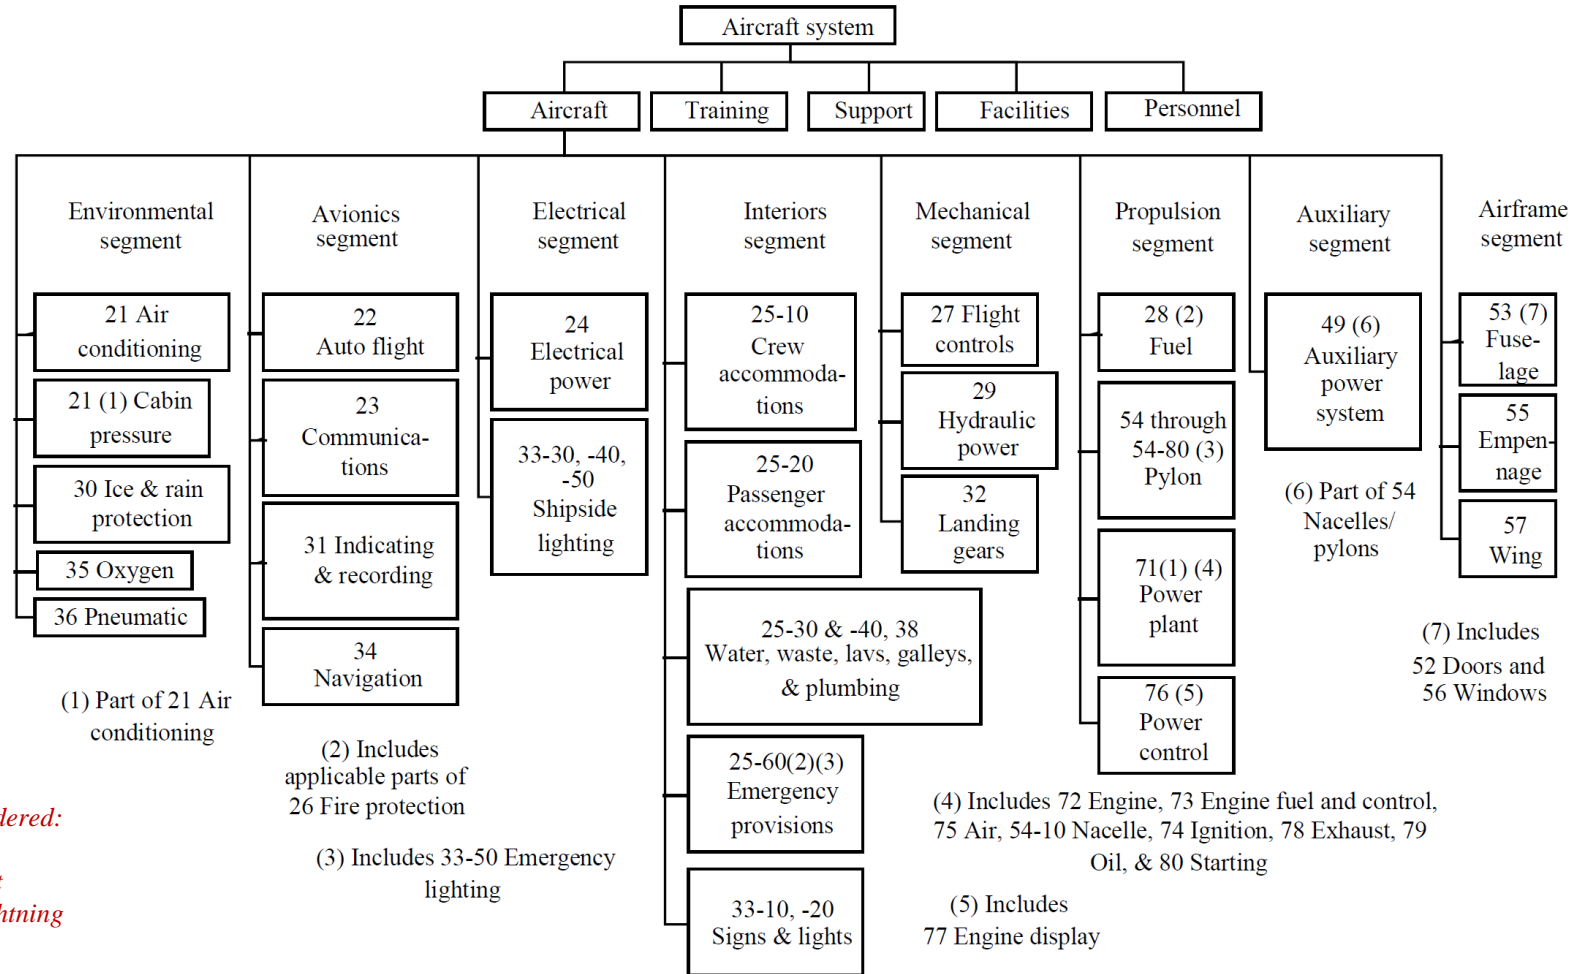 Aircraft system
Aircraft
Training
Support
Facilities
Personnel
Environmental
segment
Avionics
segment
Electrical
segment
Interiors
segment
Mechanical
segment
Propulsion
segment
Auxiliary
segment
Airframe
segment
21 Air
conditioning
21 (1) Cabin
pressure
30 Ice & rain
protection
35 Oxygen
36 Pneumatic
(1) Part of 21 Air
conditioning
22
Auto flight
23
Communica-
tions
31 Indicating
& recording
34
Navigation
(2) Includes
applicable parts of
26 Fire protection
(3) Includes 33-50 Emergency
lighting
24
Electrical
power
33-30, -40,
-50
Shipside
lighting
25-10
Crew
accommoda-
tions
25-20
Passenger
accommoda-
tions
25-30 & -40, 38
Water, waste, lavs, galleys,
& plumbing
25-60(2)(3)
Emergency
provisions
33-10, -20
Signs & lights
27 Flight
controls
29
Hydraulic
power
32
Landing
gears
28 (2)
Fuel
54 through
54-80 (3)
Pylon
71(1) (4)
Power
plant
76 (5)
Power
control
(4) Includes 72 Engine, 73 Engine fuel and control,
75 Air, 54-10 Nacelle, 74 Ignition, 78 Exhaust, 79
Oil, & 80 Starting
(5) Includes
77 Engine display
49 (6)
Auxiliary
power
system
(6) Part of 54
Nacelles/
pylons
53 (7)
Fuse-
lage
55
Empen-
nage
57
Wing
(7) Includes
52 Doors and
56 Windows